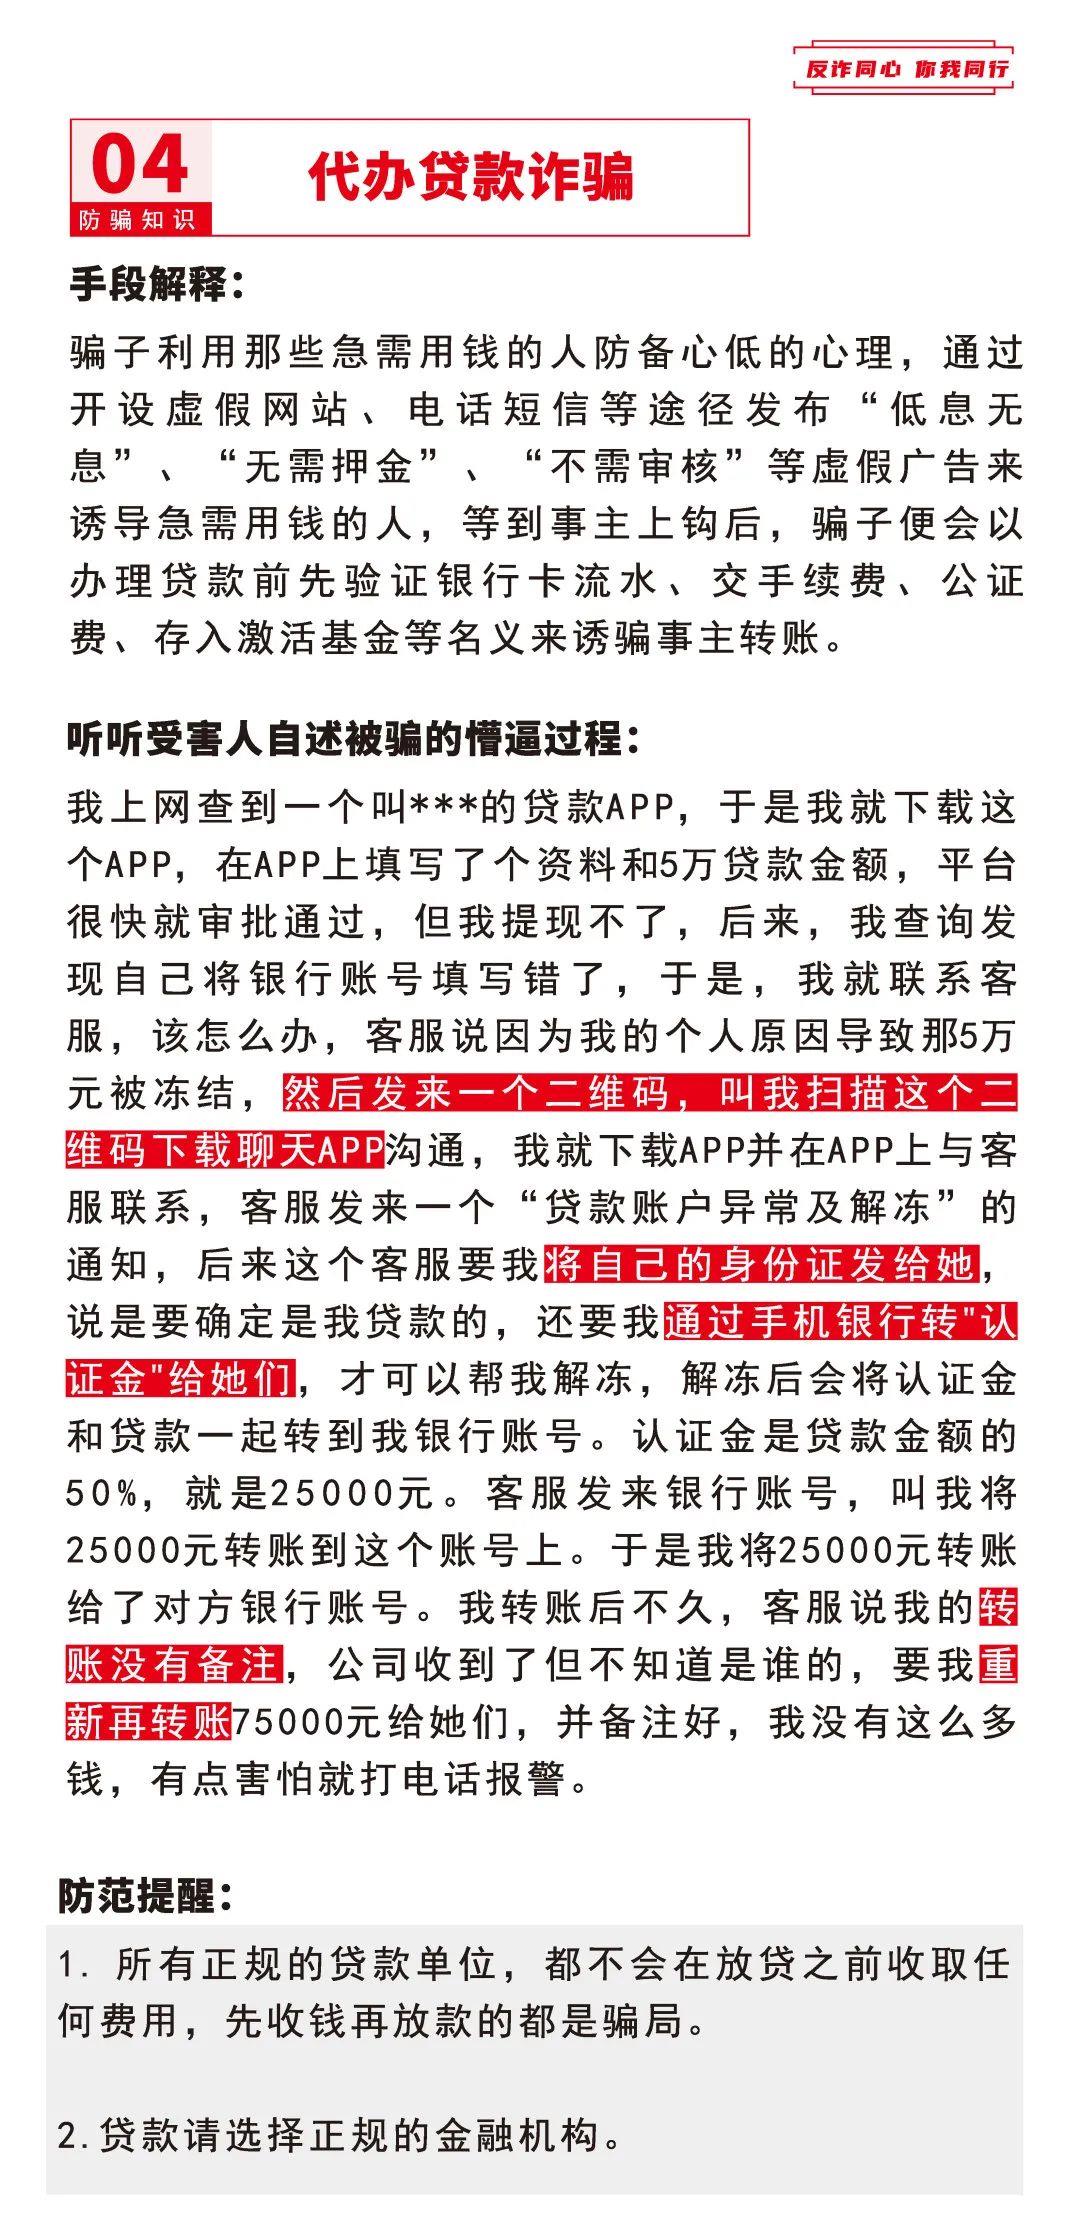 反诈同心 你我同行
04
防骗知识
代办贷款诈骗
手段解释：
骗子利用那些急需用钱的人防备心低的心理，通过
开设虚假网站、电话短信等途径发布“低息无
息”、“无需押金”、“不需审核”等虚假广告来
诱导急需用钱的人，等到事主上钩后，骗子便会以
办理贷款前先验证银行卡流水、交手续费、公证
费、存入激活基金等名义来诱骗事主转账。
听听受害人自述被骗的懵逼过程：
我上网查到一个叫***的贷款APP，于是我就下载这
个APP，在APP上填写了个资料和5万贷款金额，平台
很快就审批通过，但我提现不了，后来，我查询发
现自己将银行账号填写错了，于是，我就联系客
服，该怎么办，客服说因为我的个人原因导致那5万
元被冻结，然后发来一个二维码，叫我扫描这个二
维码下载聊天APP沟通，我就下载APP并在APP上与客
服联系，客服发来一个“贷款账户异常及解冻”的
通知，后来这个客服要我将自己的身份证发给她，
说是要确定是我贷款的，还要我通过手机银行转"认
证金"给她们，才可以帮我解冻，解冻后会将认证金
和贷款一起转到我银行账号。认证金是贷款金额的
50%，就是25000元。客服发来银行账号，叫我将
25000元转账到这个账号上。于是我将25000元转账
给了对方银行账号。我转账后不久，客服说我的转
账没有备注，公司收到了但不知道是谁的，要我重
新再转账75000元给她们，并备注好，我没有这么多
钱，有点害怕就打电话报警。
防范提醒：
1. 所有正规的贷款单位，都不会在放贷之前收取任
何费用，先收钱再放款的都是骗局。
2.贷款请选择正规的金融机构。